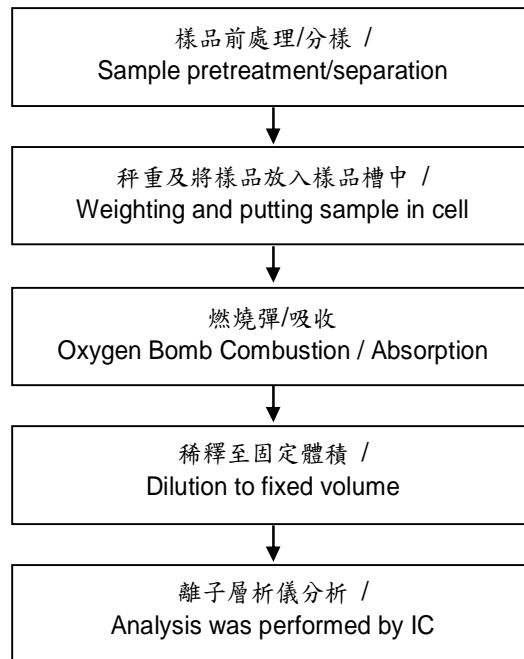 樣品前處理/分樣 /
Sample pretreatment/separation
秤重及將樣品放入樣品槽中 /
Weighting and putting sample in cell
燃燒彈/吸收
Oxygen Bomb Combustion / Absorption
稀釋至固定體積 /
Dilution to fixed volume
離子層析儀分析 /
Analysis was performed by IC